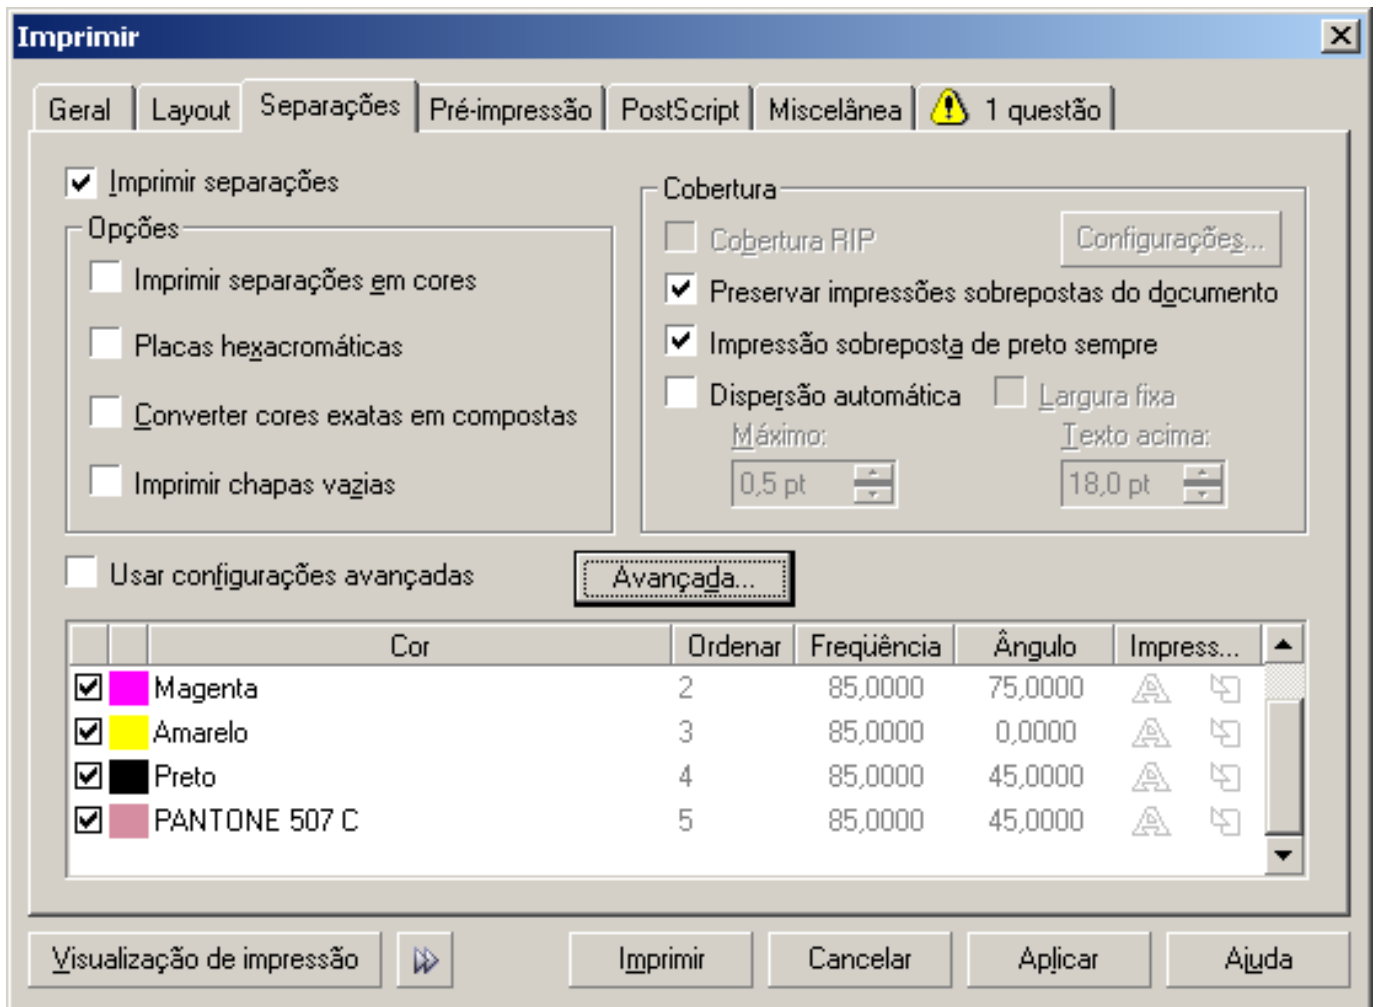 Imprimir
Geral Layout Separações Pré-impressão PostScript Miscelânea 1 questão
Imprimir separações
Opções
Imprimir separações em cores
Placas hexacromáticas
Converter cores exatas em compostas
Imprimir chapas vazias
Cobertura
Cobertura RIP Configurações...
Preservar impressões sobrepostas do documento
Impressão sobreposta de preto sempre
Dispersão automática Largura fixa
Máximo: Texto acima:
0,5 pt 18,0 pt
Usar configurações avançadas Avançada...
Cor Ordenar Freqüência Ângulo Impress...
Magenta 2 85,0000 75,0000
Amarelo 3 85,0000 0,0000
Preto 4 85,0000 45,0000
PANTONE 507 C 5 85,0000 45,0000
Visualização de impressão Imprimir Cancelar Aplicar Ajuda